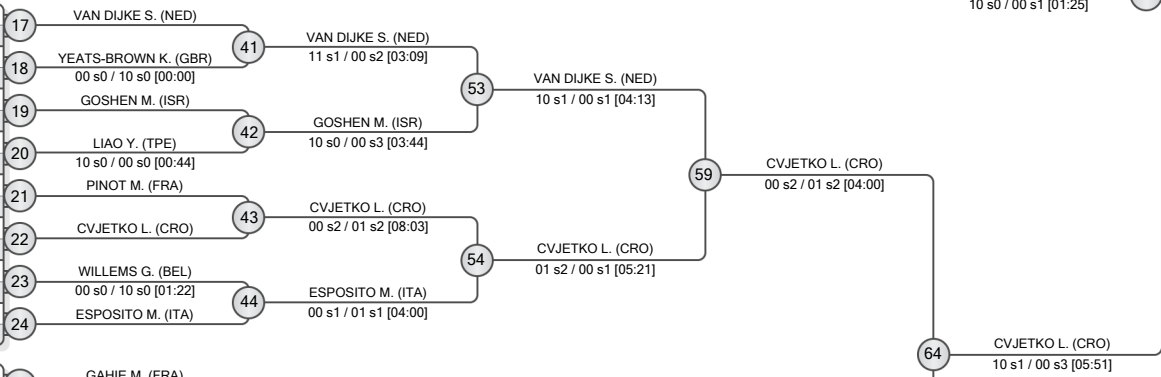 10 s0 / 00 s1 [01:25]
17
VAN DIJKE S. (NED)
41
VAN DIJKE S. (NED)
11 s1 / 00 s2 [03:09]
18
YEATS-BROWN K. (GBR)
00 s0 / 10 s0 [00:00]
53
VAN DIJKE S. (NED)
10 s1 / 00 s1 [04:13]
19
GOSHEN M. (ISR)
42
GOSHEN M. (ISR)
10 s0 / 00 s3 [03:44]
20
LIAO Y. (TPE)
10 s0 / 00 s0 [00:44]
59
CVJETKO L. (CRO)
00 s2 / 01 s2 [04:00]
21
PINOT M. (FRA)
43
CVJETKO L. (CRO)
00 s2 / 01 s2 [08:03]
22
CVJETKO L. (CRO)
54
CVJETKO L. (CRO)
01 s2 / 00 s1 [05:21]
23
WILLEMS G. (BEL)
00 s0 / 10 s0 [01:22]
44
ESPOSITO M. (ITA)
00 s1 / 01 s1 [04:00]
24
ESPOSITO M. (ITA)
64
CVJETKO L. (CRO)
10 s1 / 00 s3 [05:51]
GAHIE M. (FRA)